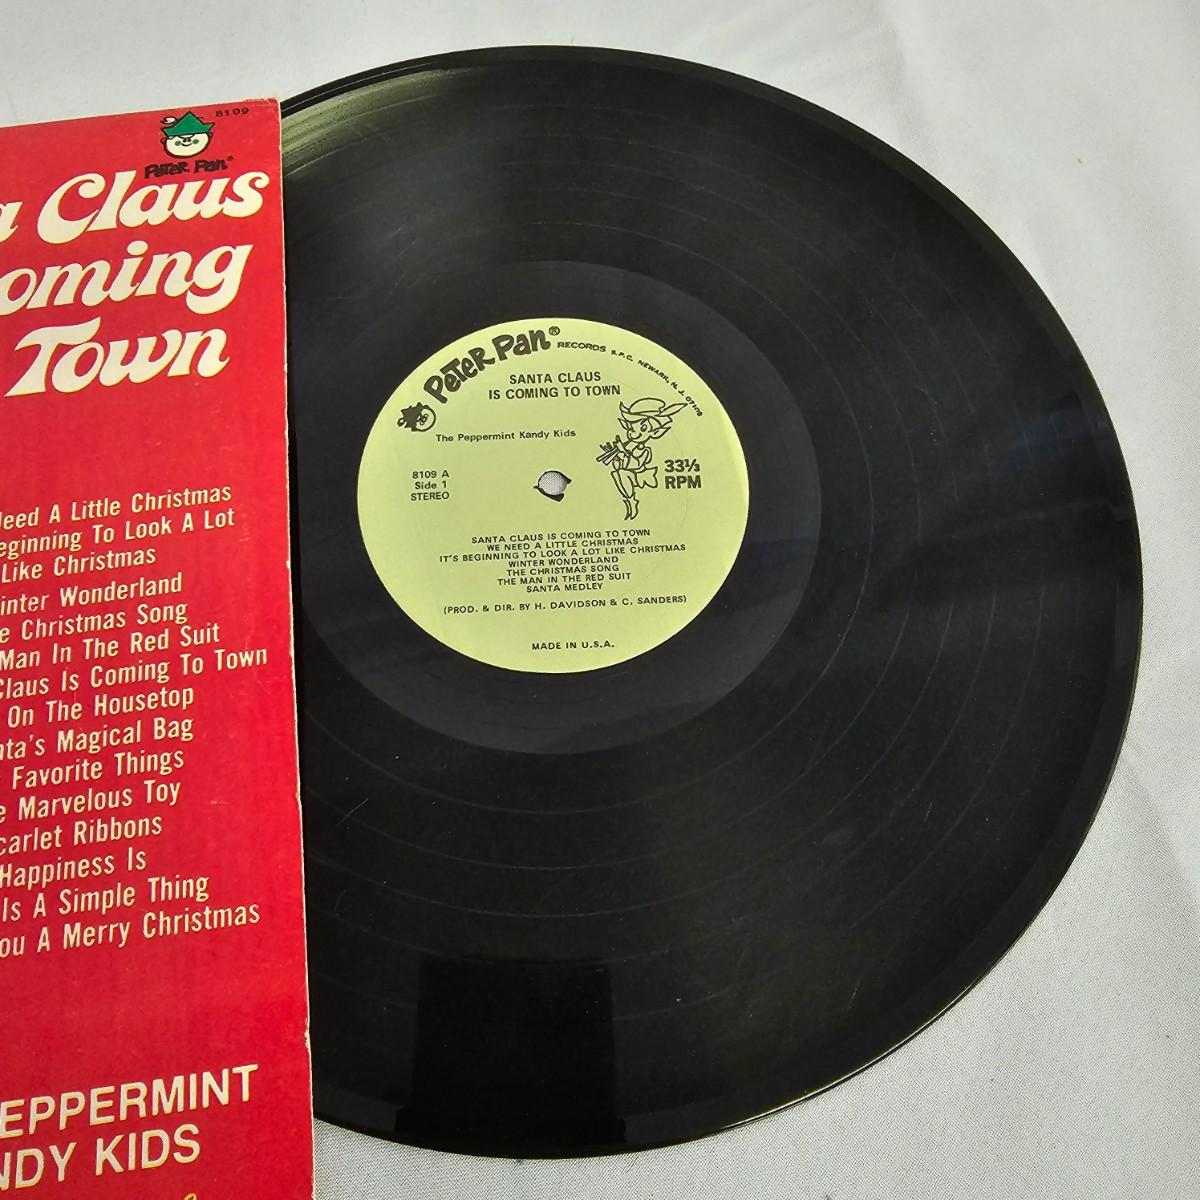 8109
Peter Pan®
Claus
oming
Town
Need A Little Christmas
eginning To Look A Lot
Like Christmas
inter Wonderland
e Christmas Song
Man In The Red Suit
Claus Is Coming To Town
On The Housetop
nta's Magical Bag
Favorite Things
e Marvelous Toy
carlet Ribbons
Happiness Is
Is A Simple Thing
ou A Merry Christmas
EPPERMINT
NDY KIDS
Peter Pan® RECORDS S.P.C. NEWARK, N. J. 07105
SANTA CLAUS
IS COMING TO TOWN
The Peppermint Kandy Kids
8109 A
Side 1
STEREO
33⅓
RPM
SANTA CLAUS IS COMING TO TOWN
WE NEED A LITTLE CHRISTMAS
IT'S BEGINNING TO LOOK A LOT LIKE CHRISTMAS
WINTER WONDERLAND
THE CHRISTMAS SONG
THE MAN IN THE RED SUIT
SANTA MEDLEY
(PROD. & DIR. BY H. DAVIDSON & C. SANDERS)
MADE IN U.S.A.